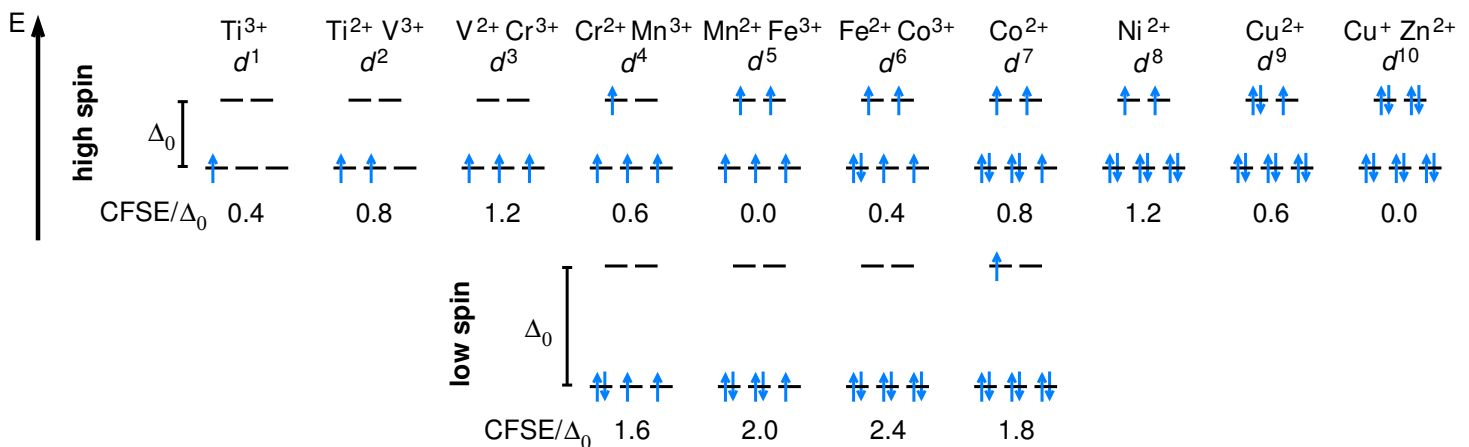 E
Ti³⁺ Ti²⁺ V³⁺ V²⁺ Cr³⁺ Cr²⁺ Mn³⁺ Mn²⁺ Fe³⁺ Fe²⁺ Co³⁺ Co²⁺ Ni²⁺ Cu²⁺ Cu⁺ Zn²⁺
d¹ d² d³ d⁴ d⁵ d⁶ d⁷ d⁸ d⁹ d¹⁰
high spin
Δ₀
CFSE/Δ₀ 0.4 0.8 1.2 0.6 0.0 0.4 0.8 1.2 0.6 0.0
low spin
Δ₀
CFSE/Δ₀ 1.6 2.0 2.4 1.8